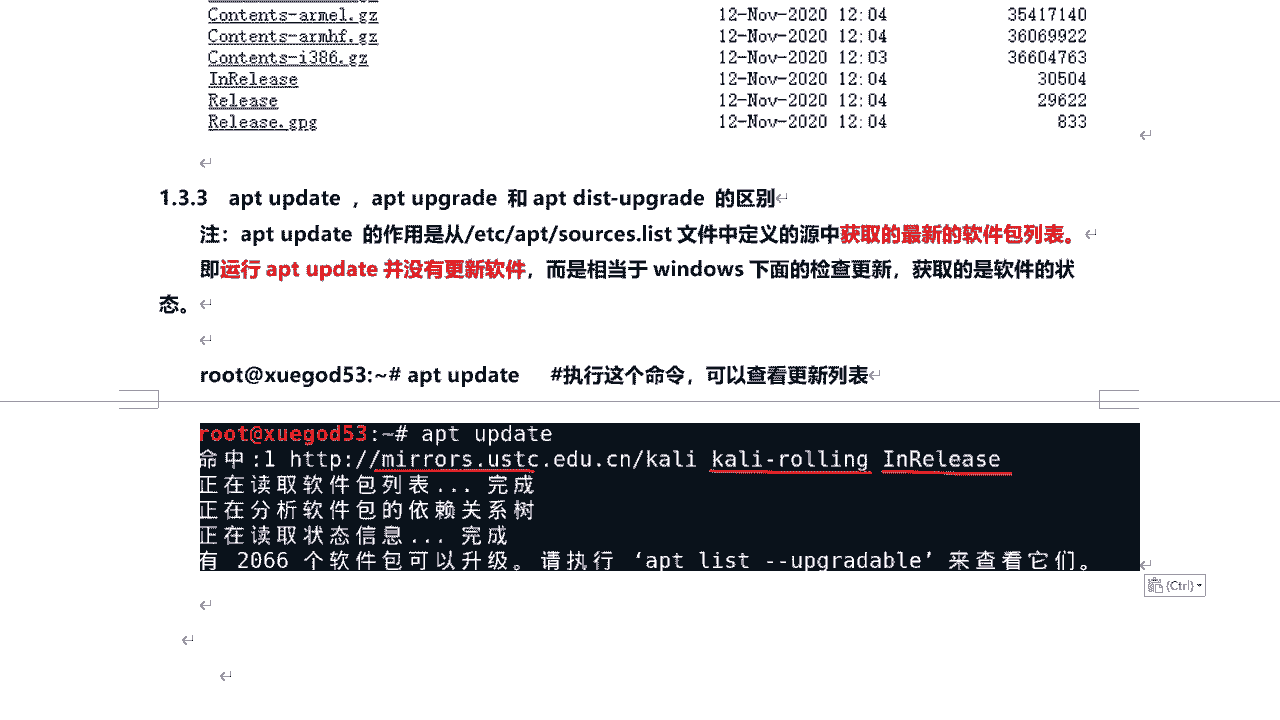 Contents-armel.gz 12-Nov-2020 12:04 35417140
Contents-armhf.gz 12-Nov-2020 12:04 36069922
Contents-i386.gz 12-Nov-2020 12:03 36604763
InRelease 12-Nov-2020 12:04 30504
Release 12-Nov-2020 12:04 29622
Release.gpg 12-Nov-2020 12:04 833
1.3.3 apt update ，apt upgrade 和 apt dist-upgrade 的区别
注：apt update 的作用是从/etc/apt/sources.list 文件中定义的源中获取的最新的软件包列表。
即运行 apt update 并没有更新软件，而是相当于 windows 下面的检查更新，获取的是软件的状
态。
root@xuegod53:~# apt update #执行这个命令，可以查看更新列表
root@xuegod53:~# apt update
命中:1 http://mirrors.ustc.edu.cn/kali kali-rolling InRelease
正在读取软件包列表... 完成
正在分析软件包的依赖关系树
正在读取状态信息... 完成
有 2066 个软件包可以升级。请执行 ‘apt list --upgradable’ 来查看它们。
(Ctrl)